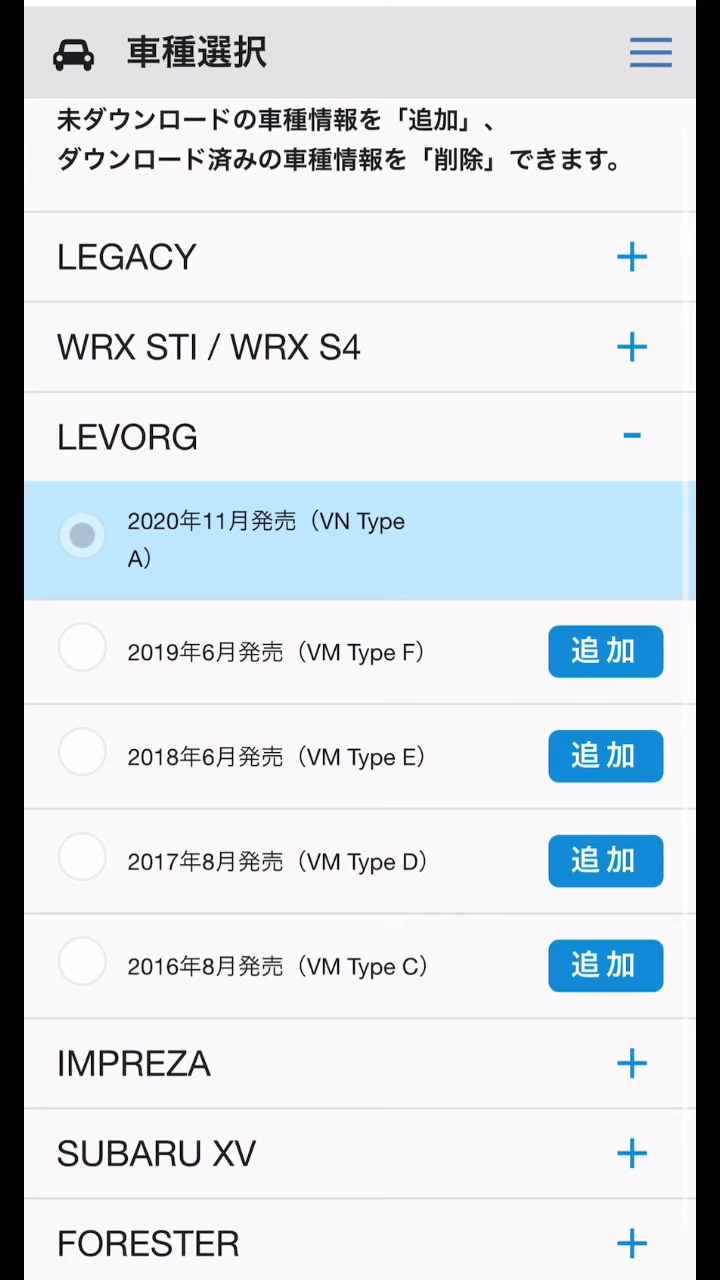 車種選択
未ダウンロードの車種情報を「追加」、
ダウンロード済みの車種情報を「削除」できます。
LEGACY +
WRX STI / WRX S4 +
LEVORG -
2020年11月発売（VN Type
A）
2019年6月発売（VM Type F） 追加
2018年6月発売（VM Type E） 追加
2017年8月発売（VM Type D） 追加
2016年8月発売（VM Type C） 追加
IMPREZA +
SUBARU XV +
FORESTER +